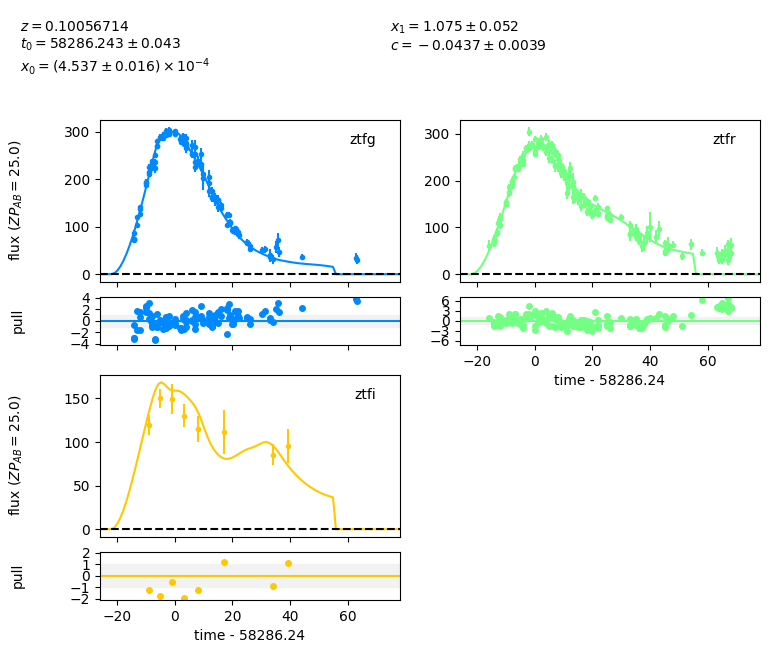 z = 0.10056714
t₀ = 58286.243 ± 0.043
x₀ = (4.537 ± 0.016) × 10⁻⁴
x₁ = 1.075 ± 0.052
c = −0.0437 ± 0.0039
flux (ZP_AB = 25.0)
300
200
100
0
ztfg
300
200
100
0
ztfr
pull
4
2
0
−2
−4
6
3
0
−3
−6
−20 0 20 40 60
time - 58286.24
flux (ZP_AB = 25.0)
150
100
50
0
ztfi
pull
2
1
0
−1
−2
−20 0 20 40 60
time - 58286.24